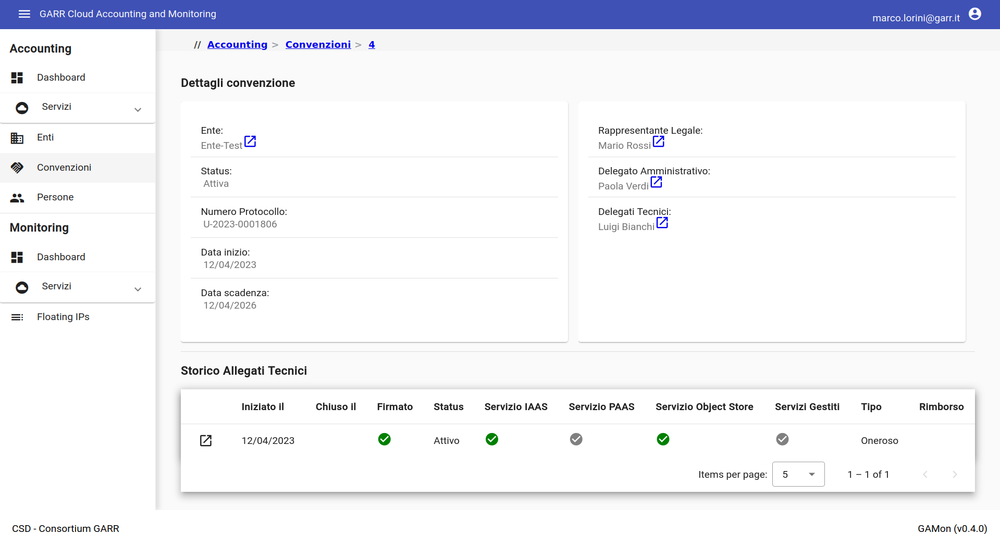 GARR Cloud Accounting and Monitoring
marco.lorini@garr.it
Accounting
Dashboard
Servizi
Enti
Convenzioni
Persone
Monitoring
Dashboard
Servizi
Floating IPs
// Accounting > Convenzioni > 4
Dettagli convenzione
Ente:
Ente-Test
Status:
Attiva
Numero Protocollo:
U-2023-0001806
Data inizio:
12/04/2023
Data scadenza:
12/04/2026
Rappresentante Legale:
Mario Rossi
Delegato Amministrativo:
Paola Verdi
Delegati Tecnici:
Luigi Bianchi
Storico Allegati Tecnici
Iniziato il Chiuso il Firmato Status Servizio IAAS Servizio PAAS Servizio Object Store Servizi Gestiti Tipo Rimborso
12/04/2023 Attivo Oneroso
Items per page: 5 1 – 1 of 1
CSD - Consortium GARR
GAMon (v0.4.0)